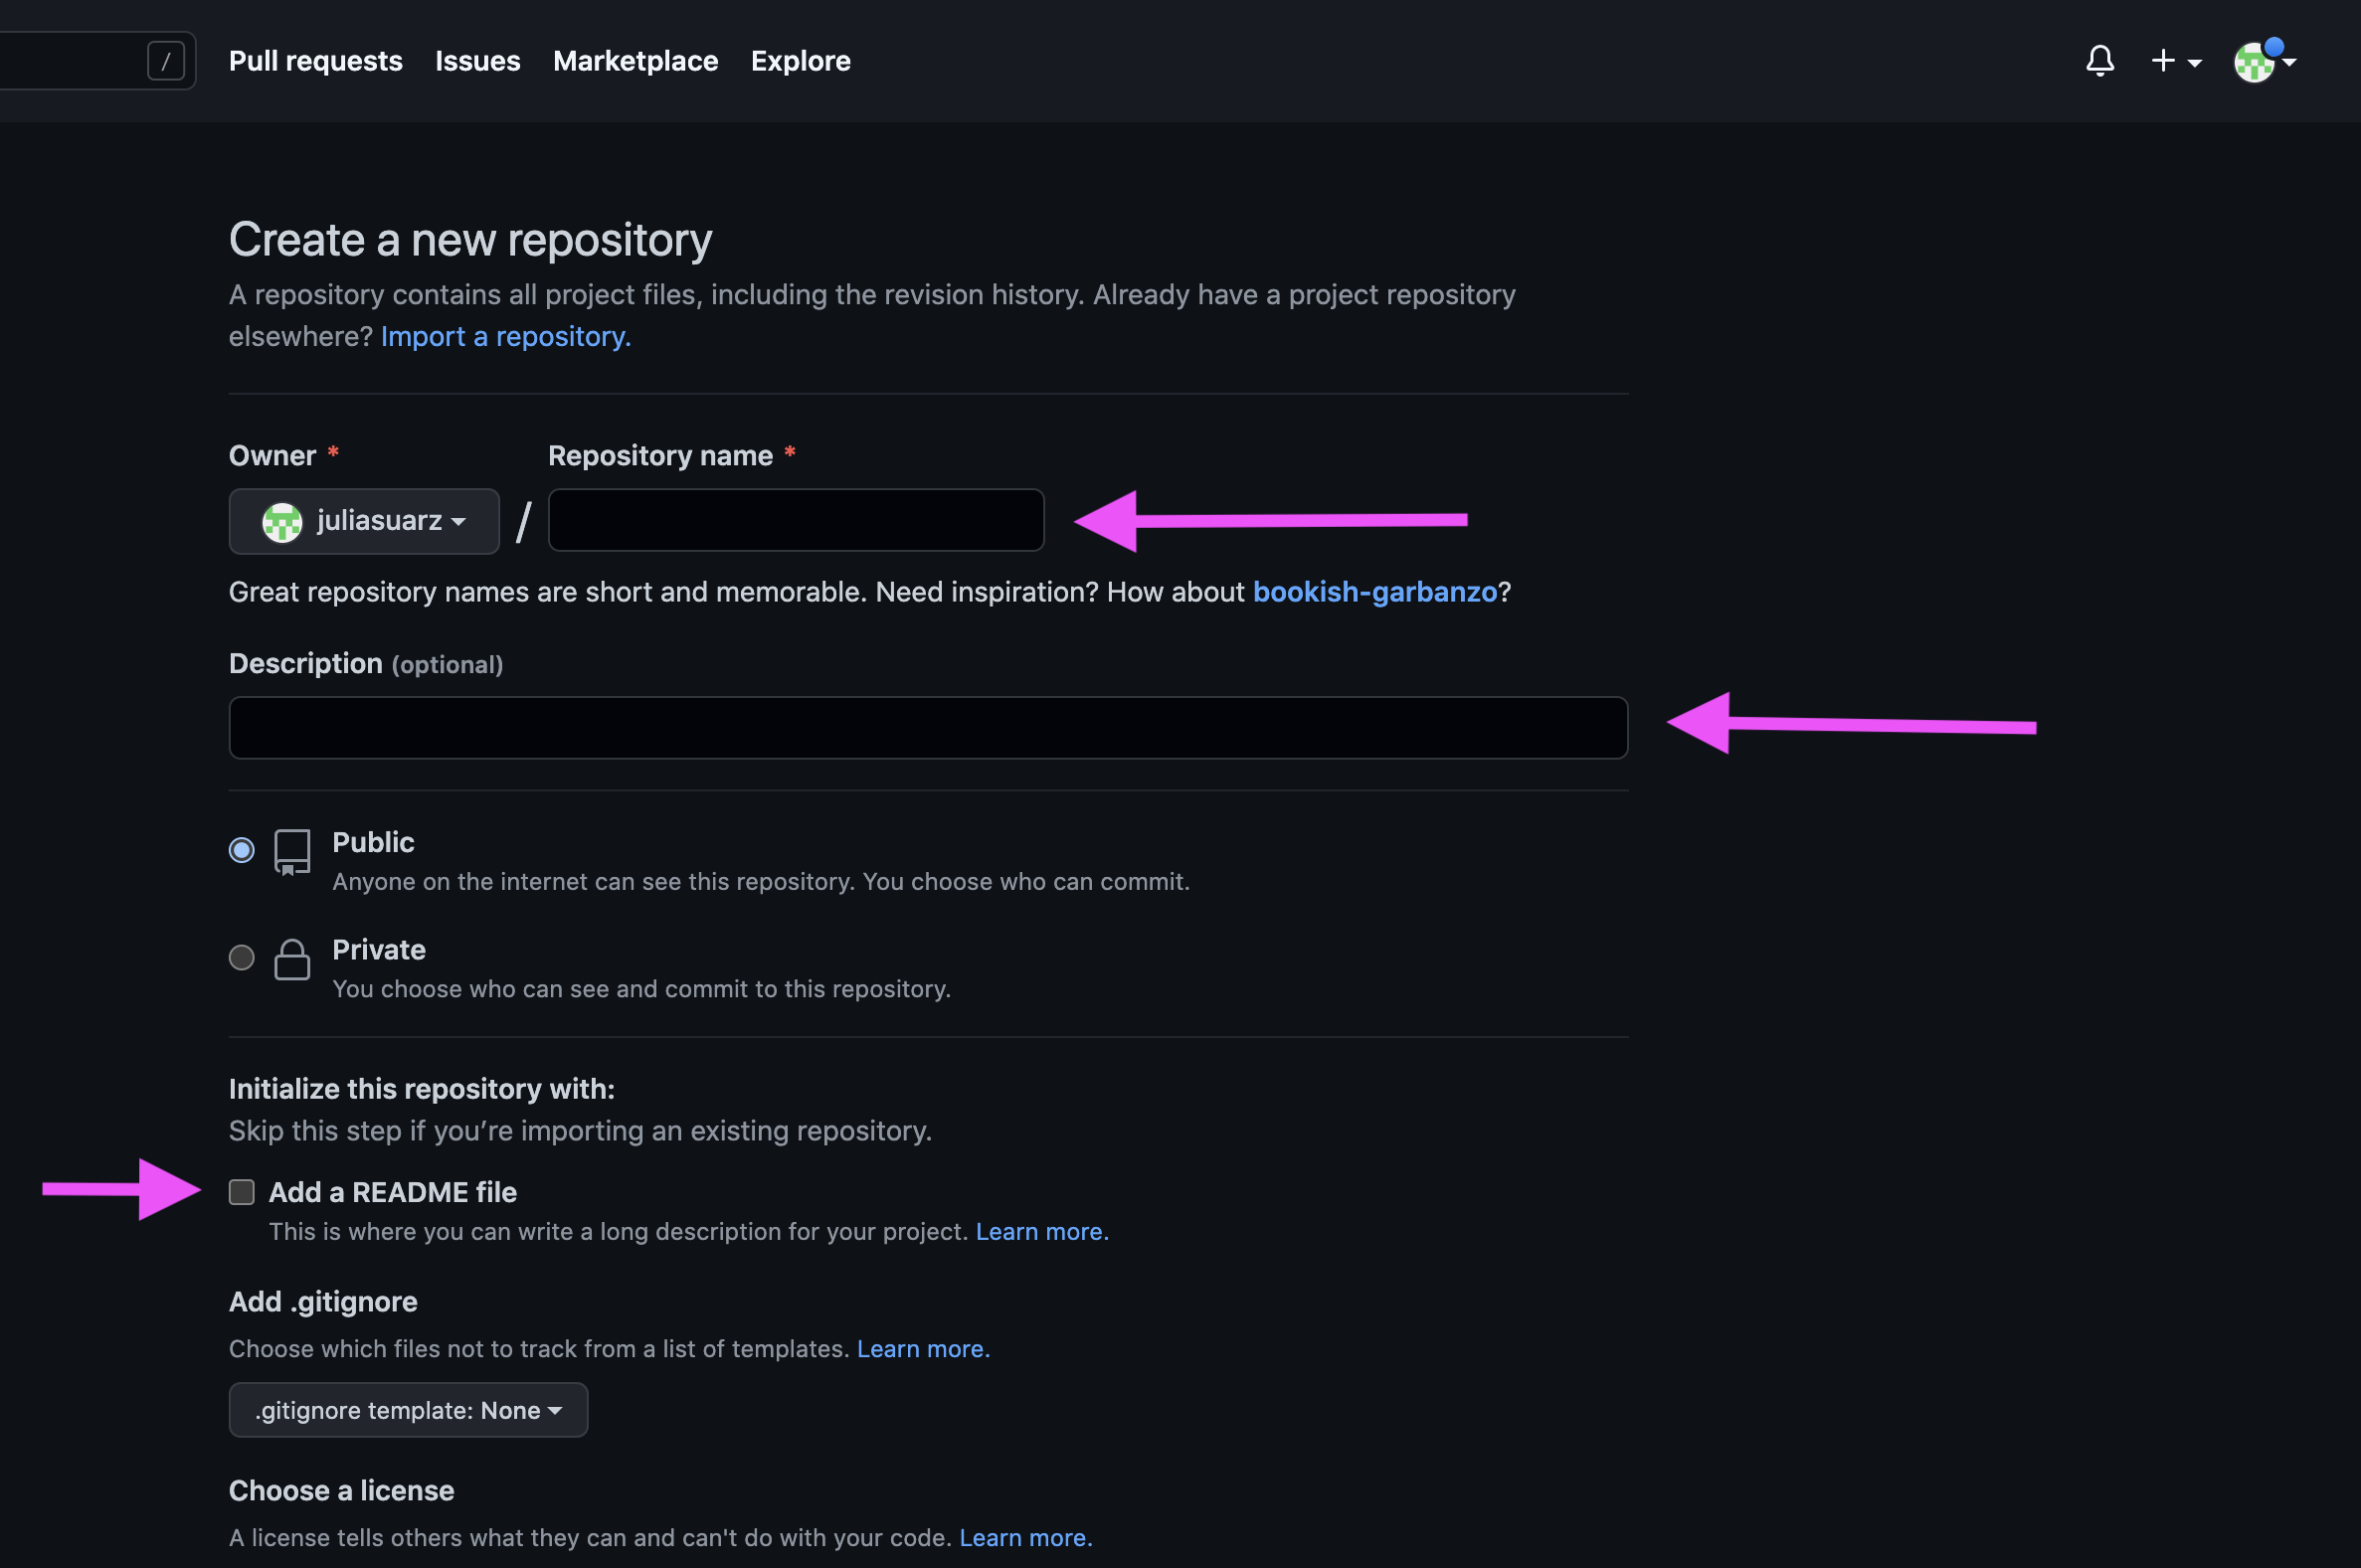 / Pull requests Issues Marketplace Explore
Create a new repository
A repository contains all project files, including the revision history. Already have a project repository
elsewhere? Import a repository.
Owner * Repository name *
juliasuarz /
Great repository names are short and memorable. Need inspiration? How about bookish-garbanzo?
Description (optional)
Public
Anyone on the internet can see this repository. You choose who can commit.
Private
You choose who can see and commit to this repository.
Initialize this repository with:
Skip this step if you’re importing an existing repository.
Add a README file
This is where you can write a long description for your project. Learn more.
Add .gitignore
Choose which files not to track from a list of templates. Learn more.
.gitignore template: None
Choose a license
A license tells others what they can and can't do with your code. Learn more.